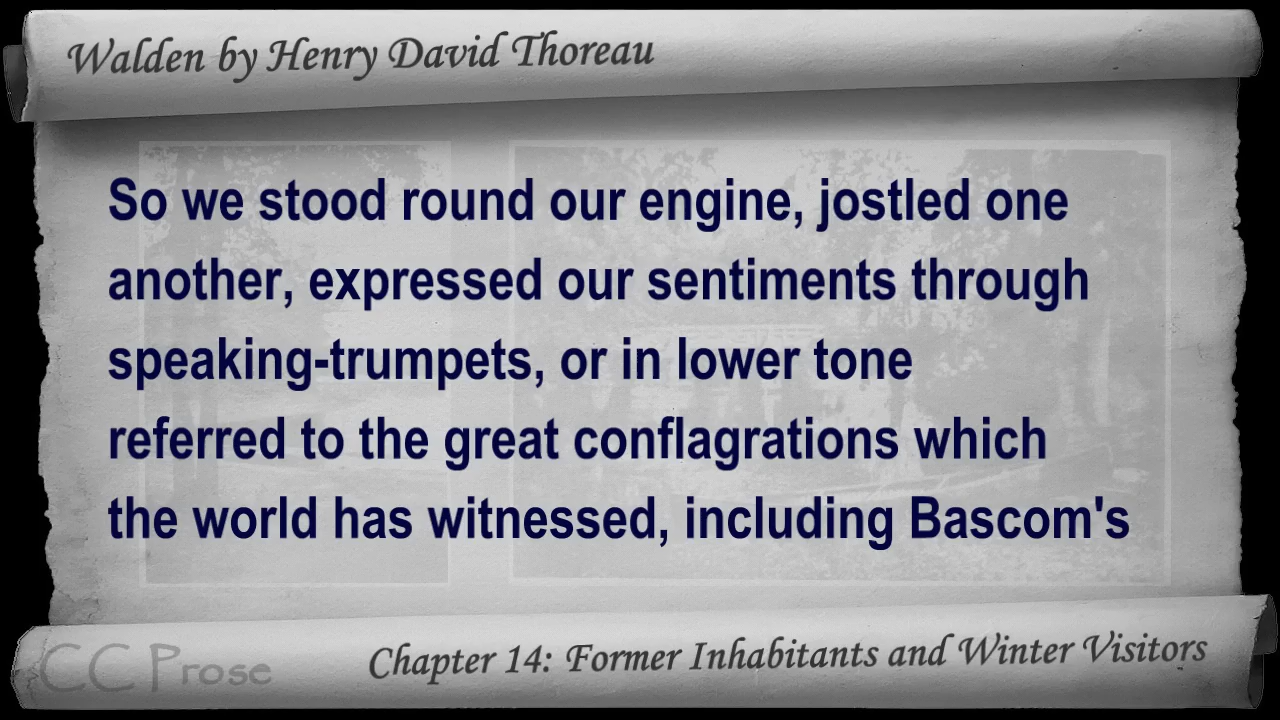 Walden by Henry David Thoreau
So we stood round our engine, jostled one
another, expressed our sentiments through
speaking-trumpets, or in lower tone
referred to the great conflagrations which
the world has witnessed, including Bascom's
CC Prose
Chapter 14: Former Inhabitants and Winter Visitors